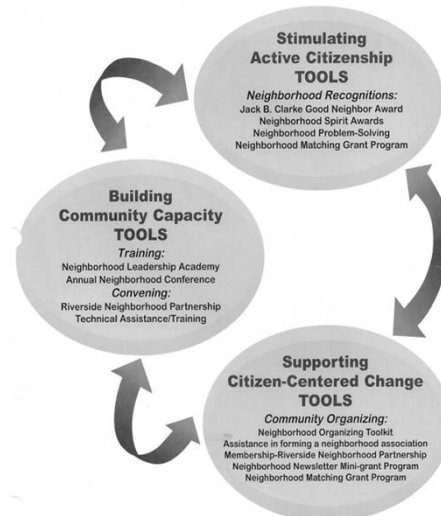 Stimulating
Active Citizenship
TOOLS
Neighborhood Recognitions:
Jack B. Clarke Good Neighbor Award
Neighborhood Spirit Awards
Neighborhood Problem-Solving
Neighborhood Matching Grant Program
Building
Community Capacity
TOOLS
Training:
Neighborhood Leadership Academy
Annual Neighborhood Conference
Convening:
Riverside Neighborhood Partnership
Technical Assistance/Training
Supporting
Citizen-Centered Change
TOOLS
Community Organizing:
Neighborhood Organizing Toolkit
Assistance in forming a neighborhood association
Membership-Riverside Neighborhood Partnership
Neighborhood Newsletter Mini-grant Program
Neighborhood Matching Grant Program